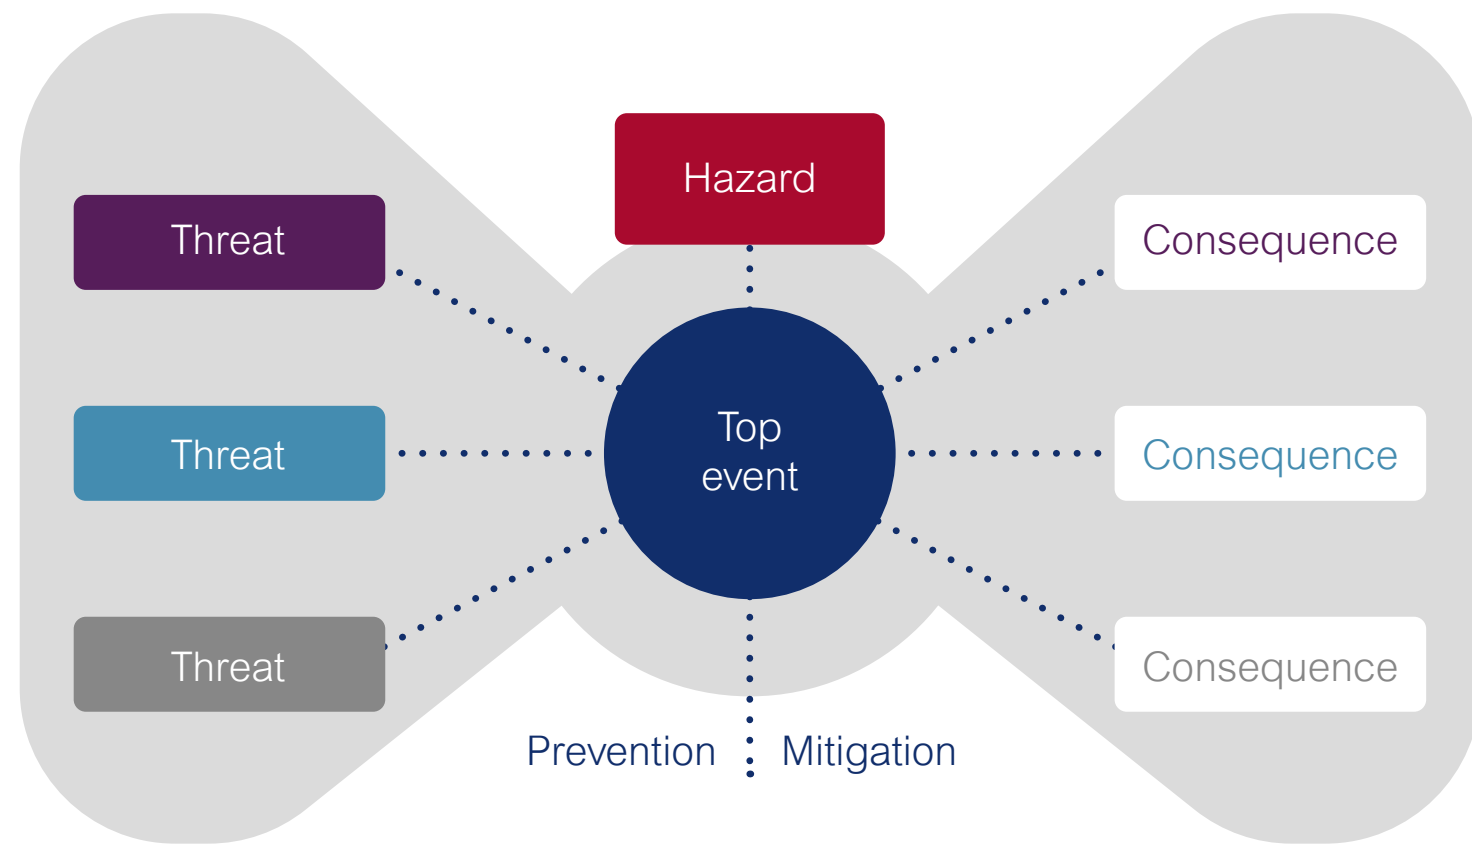 Hazard
Threat
Consequence
Top
event
Threat
Consequence
Threat
Consequence
Prevention
Mitigation